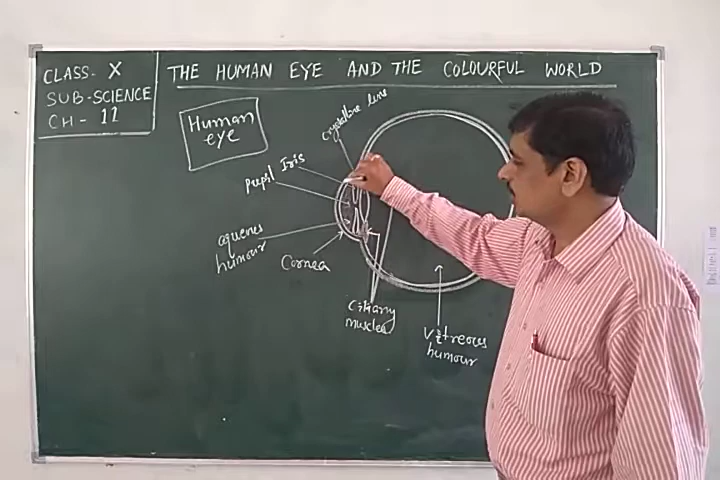 CLASS- X
SUB-SCIENCE
CH- 11
THE HUMAN EYE AND THE COLOURFUL WORLD
Human
eye
Crystalline line
Iris
Pupil
aqueous
humour
Cornea
Ciliary
muscles
Vitreous
humour